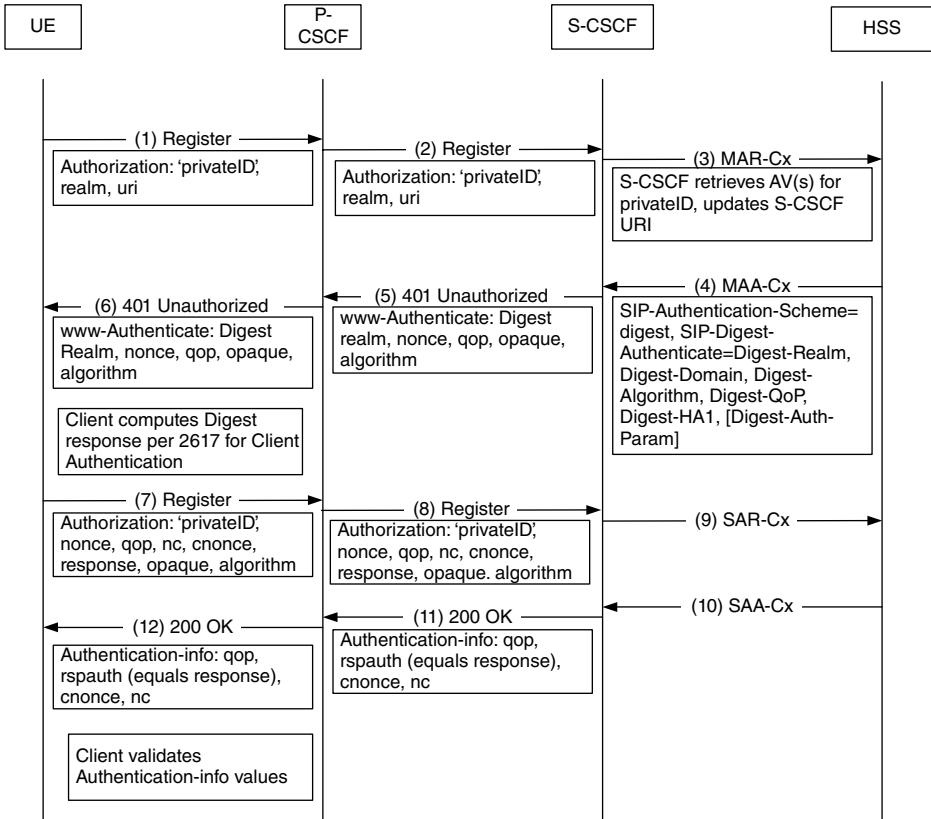 UE
P-
CSCF
S-CSCF
HSS
(1) Register
Authorization: ‘privateID’,
realm, uri
(2) Register
Authorization: ‘privateID’,
realm, uri
(3) MAR-Cx
S-CSCF retrieves AV(s) for
privateID, updates S-CSCF
URI
(4) MAA-Cx
SIP-Authentication-Scheme=
digest, SIP-Digest-
Authenticate=Digest-Realm,
Digest-Domain, Digest-
Algorithm, Digest-QoP,
Digest-HA1, [Digest-Auth-
Param]
(5) 401 Unauthorized
www-Authenticate: Digest
realm, nonce, qop, opaque,
algorithm
(6) 401 Unauthorized
www-Authenticate: Digest
Realm, nonce, qop, opaque,
algorithm
Client computes Digest
response per 2617 for Client
Authentication
(7) Register
Authorization: ‘privateID’,
nonce, qop, nc, cnonce,
response, opaque, algorithm
(8) Register
Authorization: ‘privateID’,
nonce, qop, nc, cnonce,
response, opaque. algorithm
(9) SAR-Cx
(10) SAA-Cx
(11) 200 OK
Authentication-info: qop,
rspauth (equals response),
cnonce, nc
(12) 200 OK
Authentication-info: qop,
rspauth (equals response),
cnonce, nc
Client validates
Authentication-info values